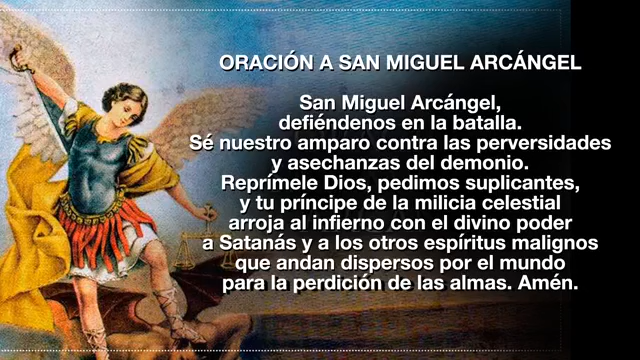 ORACIÓN A SAN MIGUEL ARCÁNGEL
San Miguel Arcángel,
defiéndenos en la batalla.
Sé nuestro amparo contra las perversidades
y asechanzas del demonio.
Reprímele Dios, pedimos suplicantes,
y tu príncipe de la milicia celestial
arroja al infierno con el divino poder
a Satanás y a los otros espíritus malignos
que andan dispersos por el mundo
para la perdición de las almas. Amén.